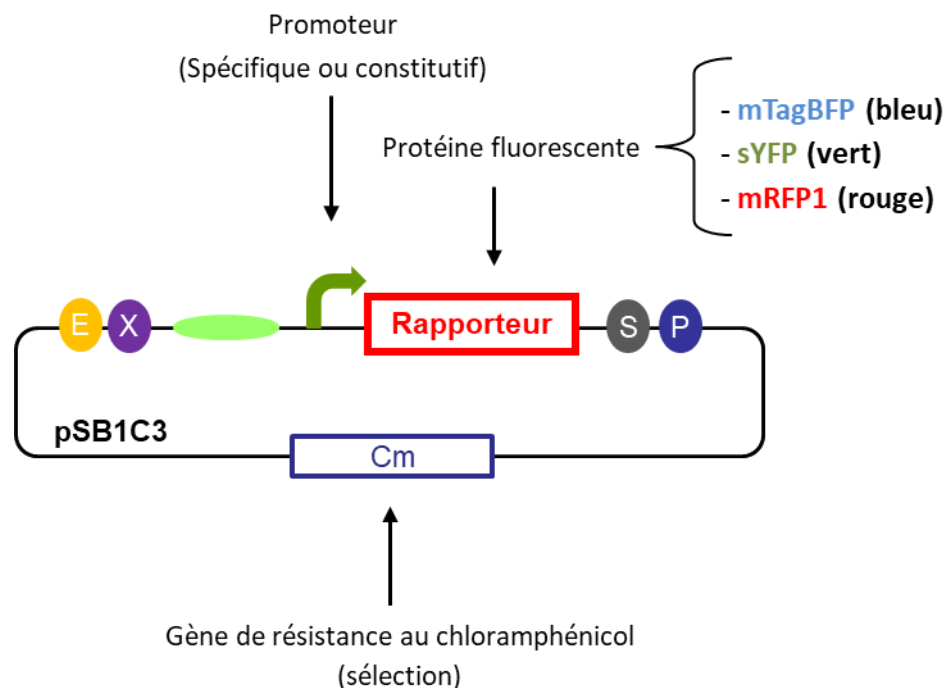 Promoteur
(Spécifique ou constitutif)
Protéine fluorescente
- mTagBFP (bleu)
- sYFP (vert)
- mRFP1 (rouge)
E
X
Rapporteur
S
P
pSB1C3
Cm
Gène de résistance au chloramphénicol
(sélection)